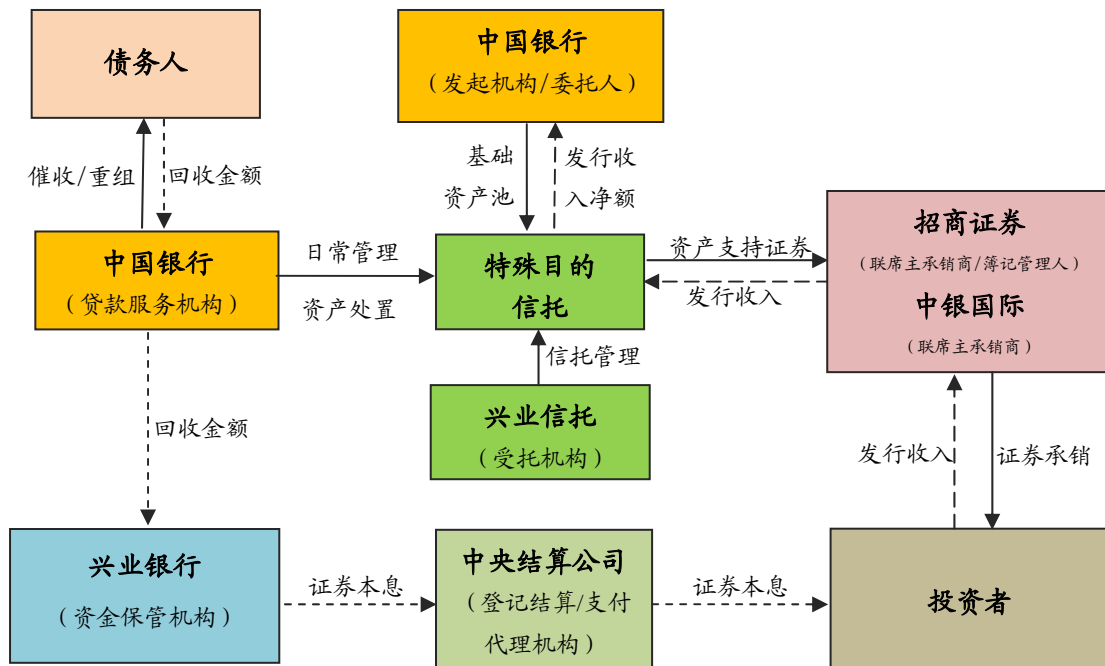 债务人
中国银行
（发起机构/委托人）
催收/重组
回收金额
基础
资产池
发行收
入净额
中国银行
（贷款服务机构）
日常管理
资产处置
特殊目的
信托
资产支持证券
发行收入
招商证券
（联席主承销商/簿记管理人）
中银国际
（联席主承销商）
信托管理
兴业信托
（受托机构）
回收金额
发行收入
证券承销
兴业银行
（资金保管机构）
证券本息
中央结算公司
（登记结算/支付
代理机构）
证券本息
投资者